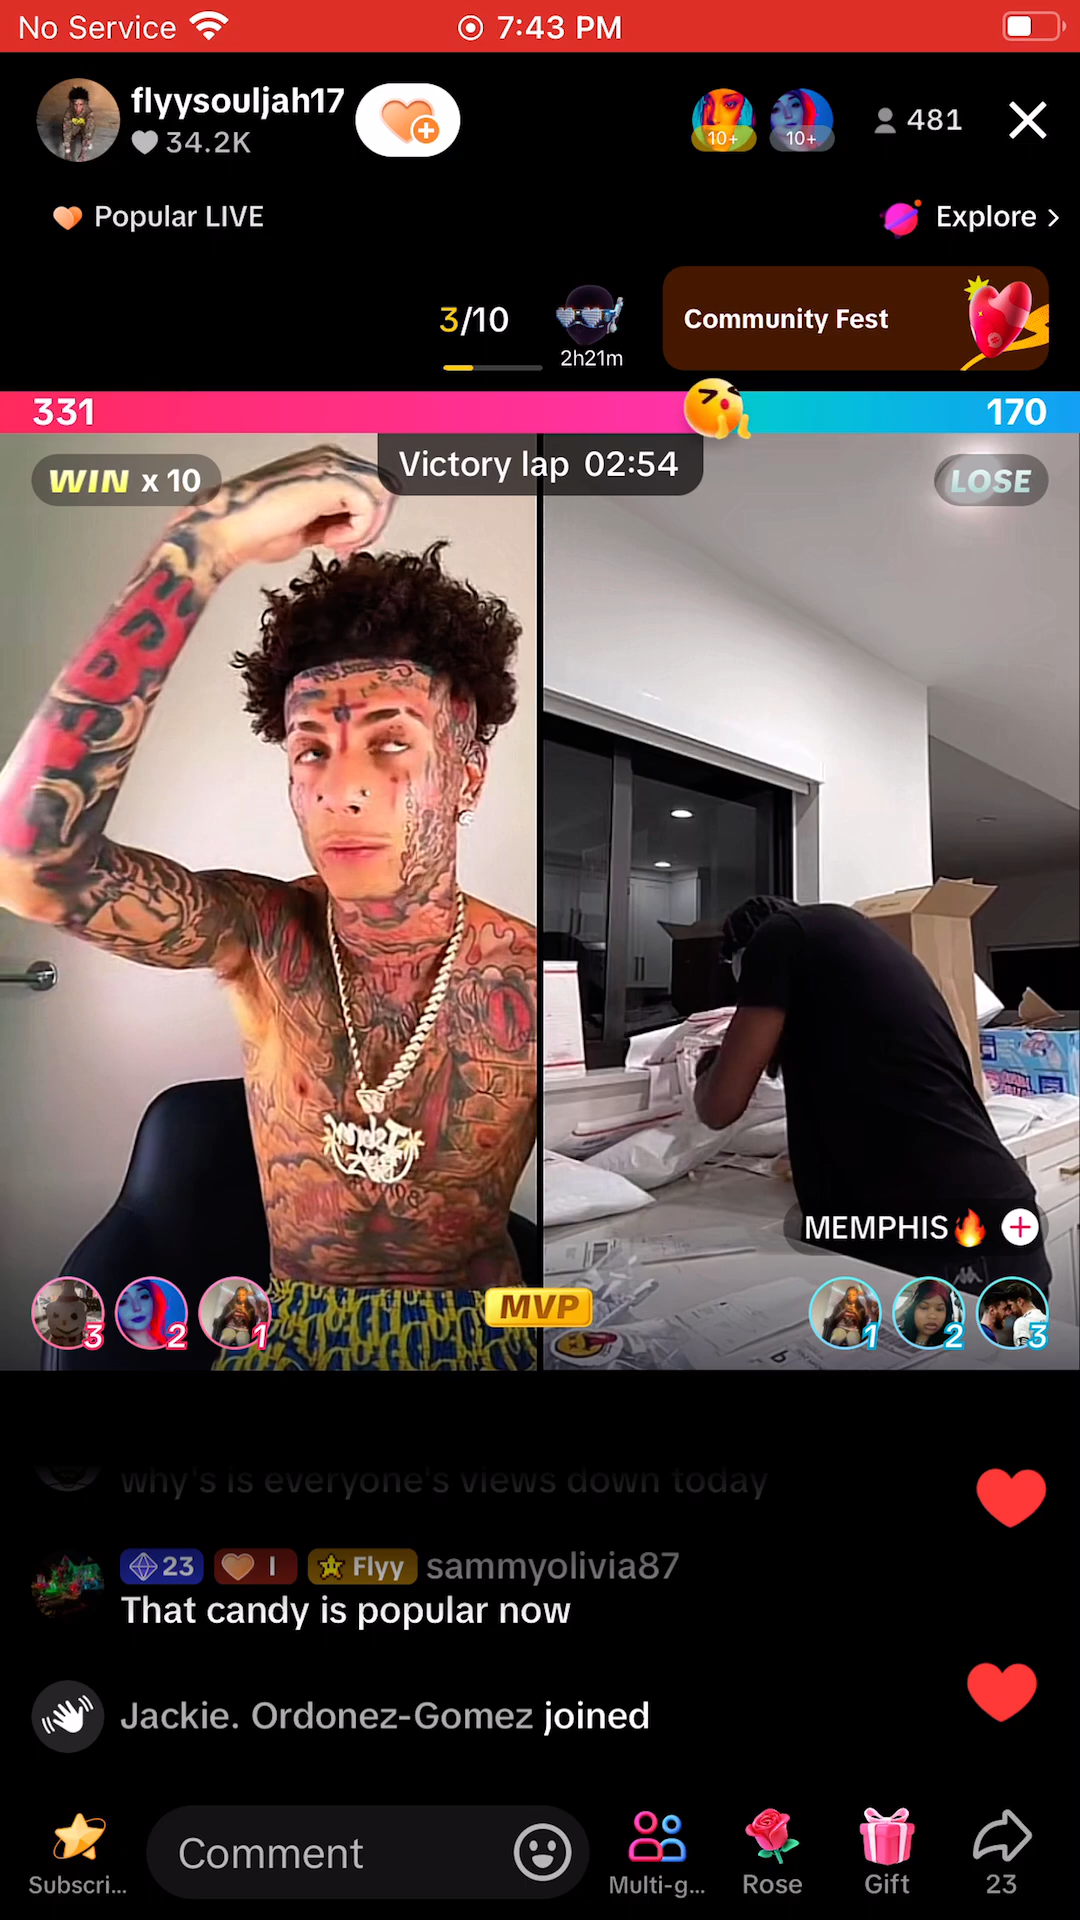 No Service 7:43 PM
flyysouljah17
34.2K
10+ 10+
481
Popular LIVE
Explore >
3/10
2h21m
Community Fest
331
170
WIN x 10
Victory lap 02:54
LOSE
MEMPHIS🔥
MVP
3 2 1
1 2 3
why's is everyone's views down today
23 I Flyy sammyolivia87
That candy is popular now
Jackie. Ordonez-Gomez joined
Comment
Subscri... Multi-g... Rose Gift 23